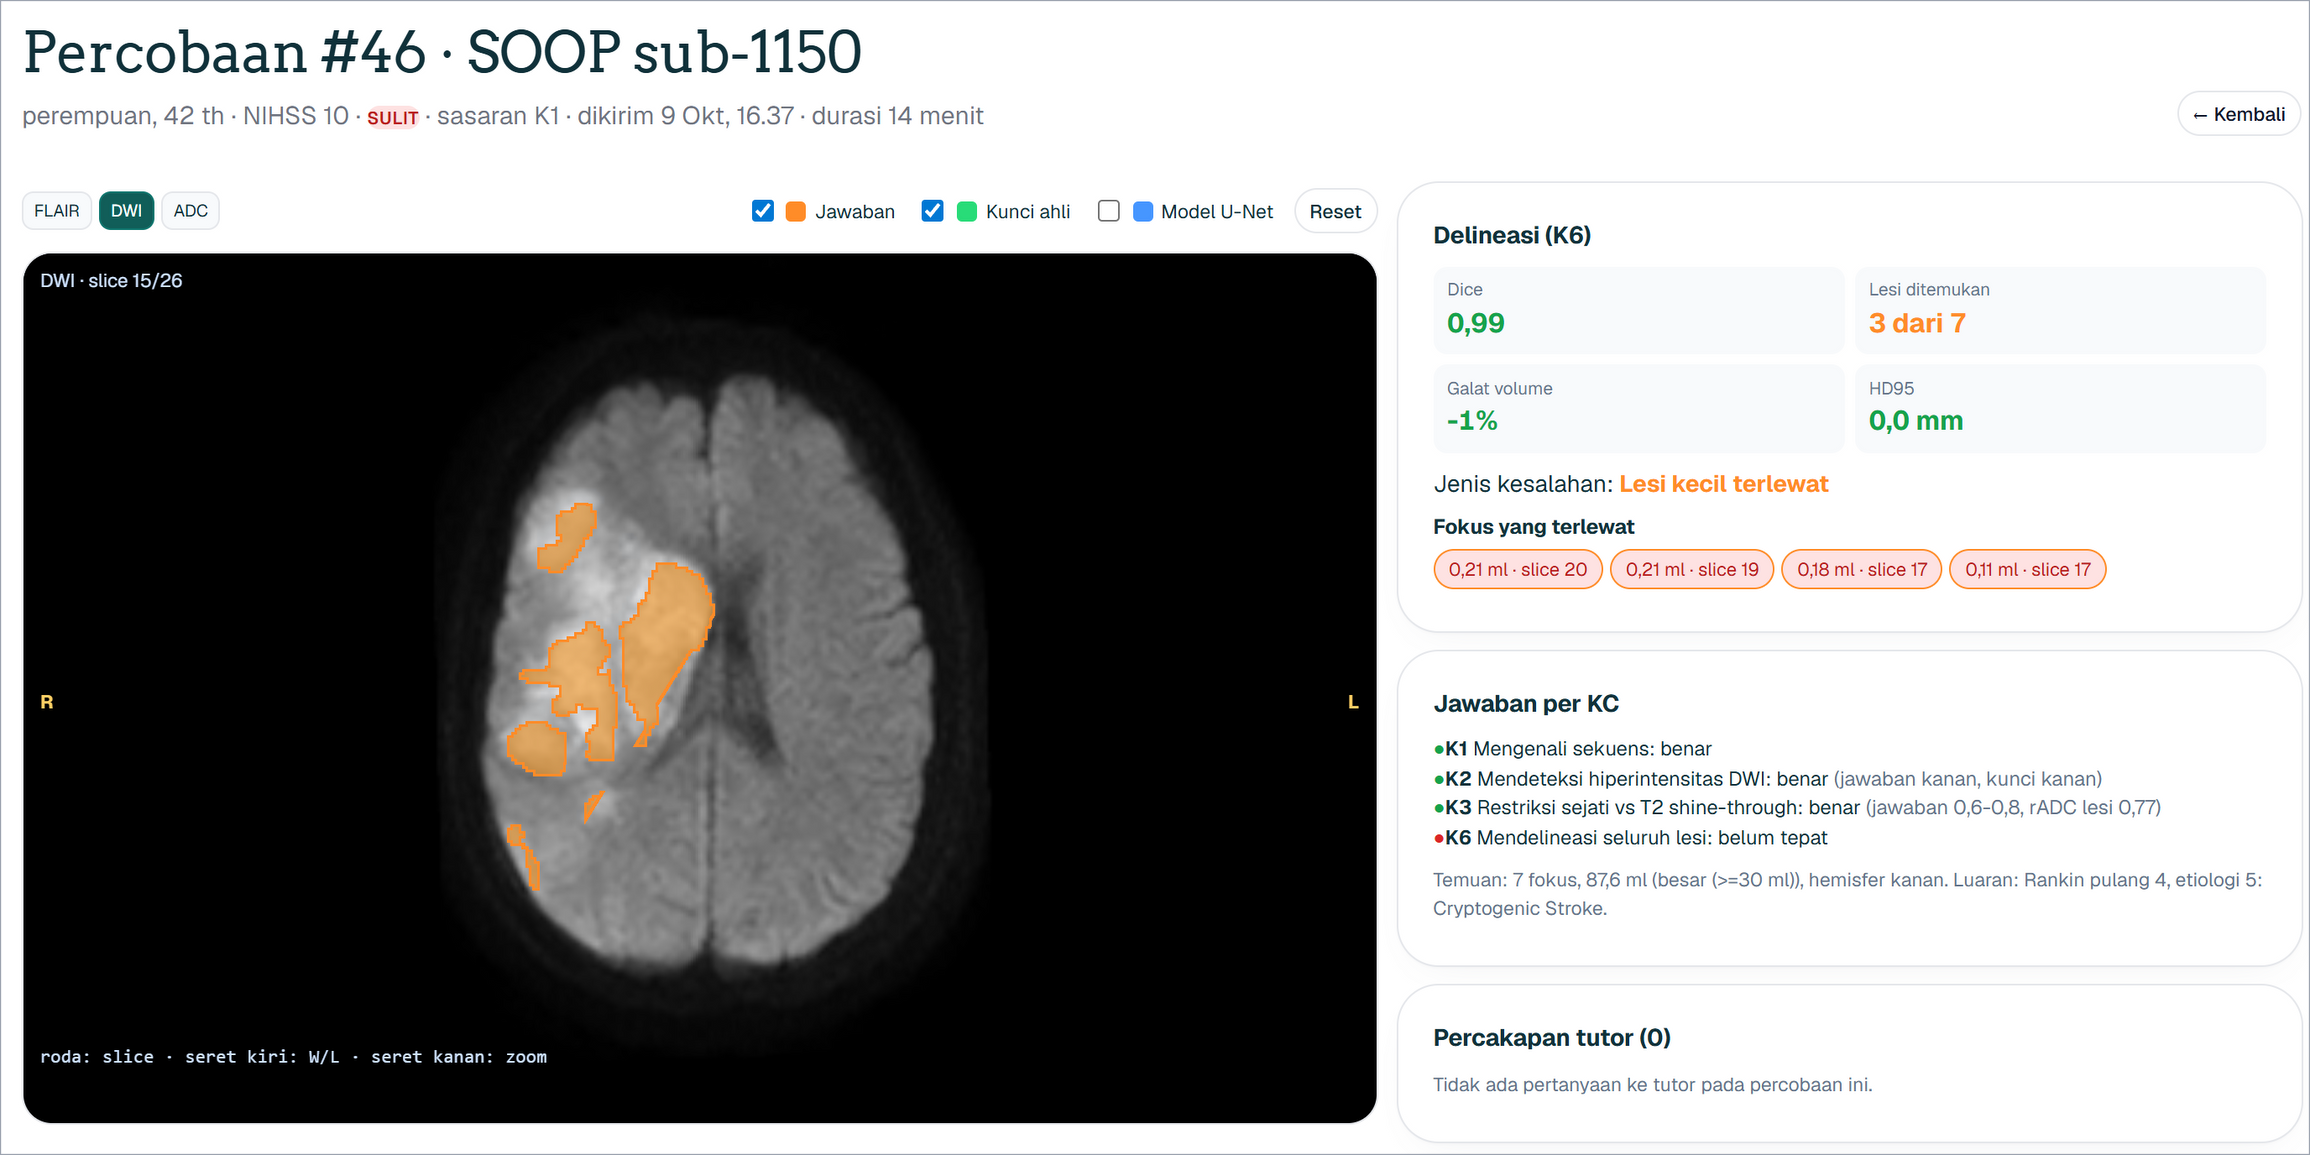 Percobaan #46 · SOOP sub-1150
perempuan, 42 th · NIHSS 10 · SULIT · sasaran K1 · dikirim 9 Okt, 16.37 · durasi 14 menit
← Kembali
FLAIR DWI ADC
Jawaban Kunci ahli Model U-Net Reset
DWI · slice 15/26
R
L
roda: slice · seret kiri: W/L · seret kanan: zoom
Delineasi (K6)
Dice
0,99
Lesi ditemukan
3 dari 7
Galat volume
-1%
HD95
0,0 mm
Jenis kesalahan: Lesi kecil terlewat
Fokus yang terlewat
0,21 ml · slice 20
0,21 ml · slice 19
0,18 ml · slice 17
0,11 ml · slice 17
Jawaban per KC
●K1 Mengenali sekuens: benar
●K2 Mendeteksi hiperintensitas DWI: benar (jawaban kanan, kunci kanan)
●K3 Restriksi sejati vs T2 shine-through: benar (jawaban 0,6-0,8, rADC lesi 0,77)
●K6 Mendelineasi seluruh lesi: belum tepat
Temuan: 7 fokus, 87,6 ml (besar (>=30 ml)), hemisfer kanan. Luaran: Rankin pulang 4, etiologi 5:
Cryptogenic Stroke.
Percakapan tutor (0)
Tidak ada pertanyaan ke tutor pada percobaan ini.